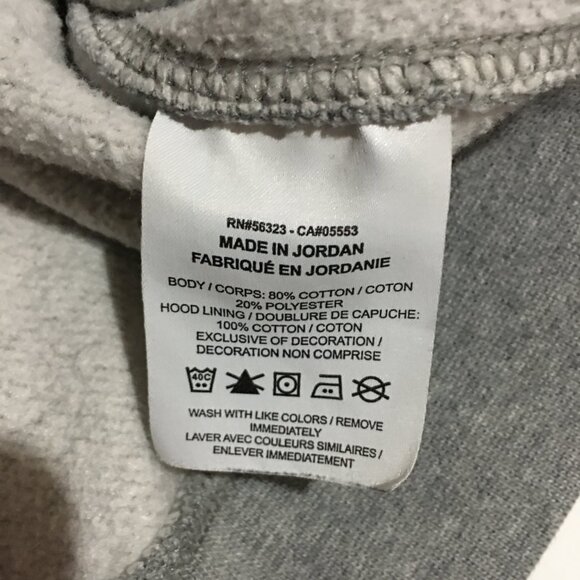 RN#56323 - CA#05553
MADE IN JORDAN
FABRIQUÉ EN JORDANIE
BODY / CORPS: 80% COTTON / COTON
20% POLYESTER
HOOD LINING / DOUBLURE DE CAPUCHE:
100% COTTON / COTON
EXCLUSIVE OF DECORATION /
DECORATION NON COMPRISE
40C
WASH WITH LIKE COLORS / REMOVE
IMMEDIATELY
LAVER AVEC COULEURS SIMILAIRES /
ENLEVER IMMEDIATEMENT